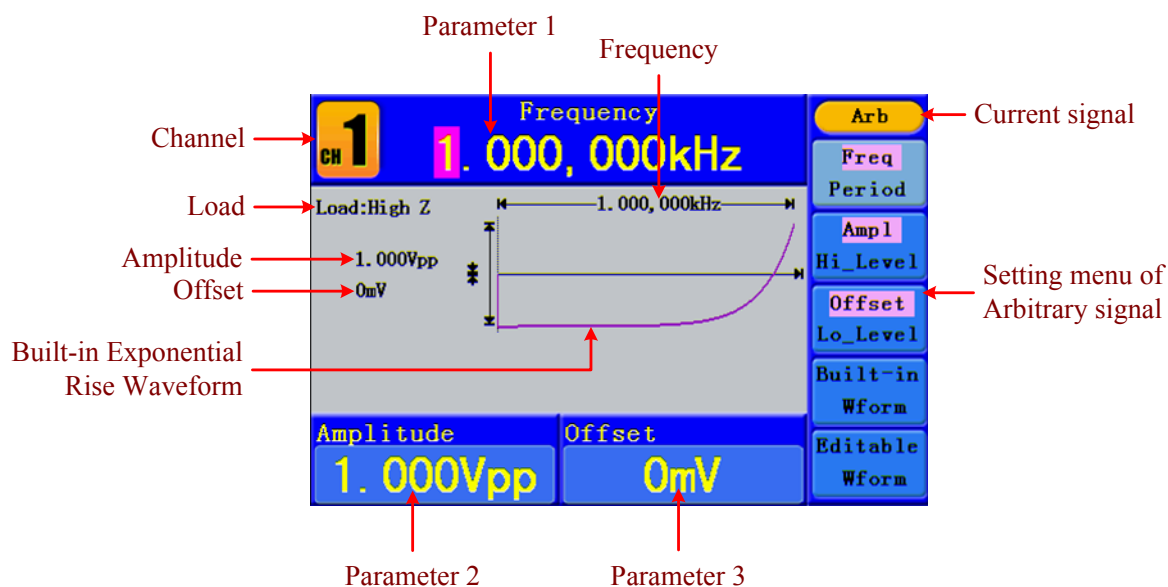 Parameter 1
Frequency
Channel
CH 1
Frequency
1.000,000kHz
Arb
Current signal
Freq
Period
Load
Load:High Z
1.000,000kHz
Ampl
Hi_Level
Amplitude
1.000Vpp
Offset
0mV
Setting menu of
Arbitrary signal
Offset
Lo_Level
Built-in Exponential
Rise Waveform
Built-in
Wform
Amplitude
1.000Vpp
Offset
0mV
Editable
Wform
Parameter 2
Parameter 3